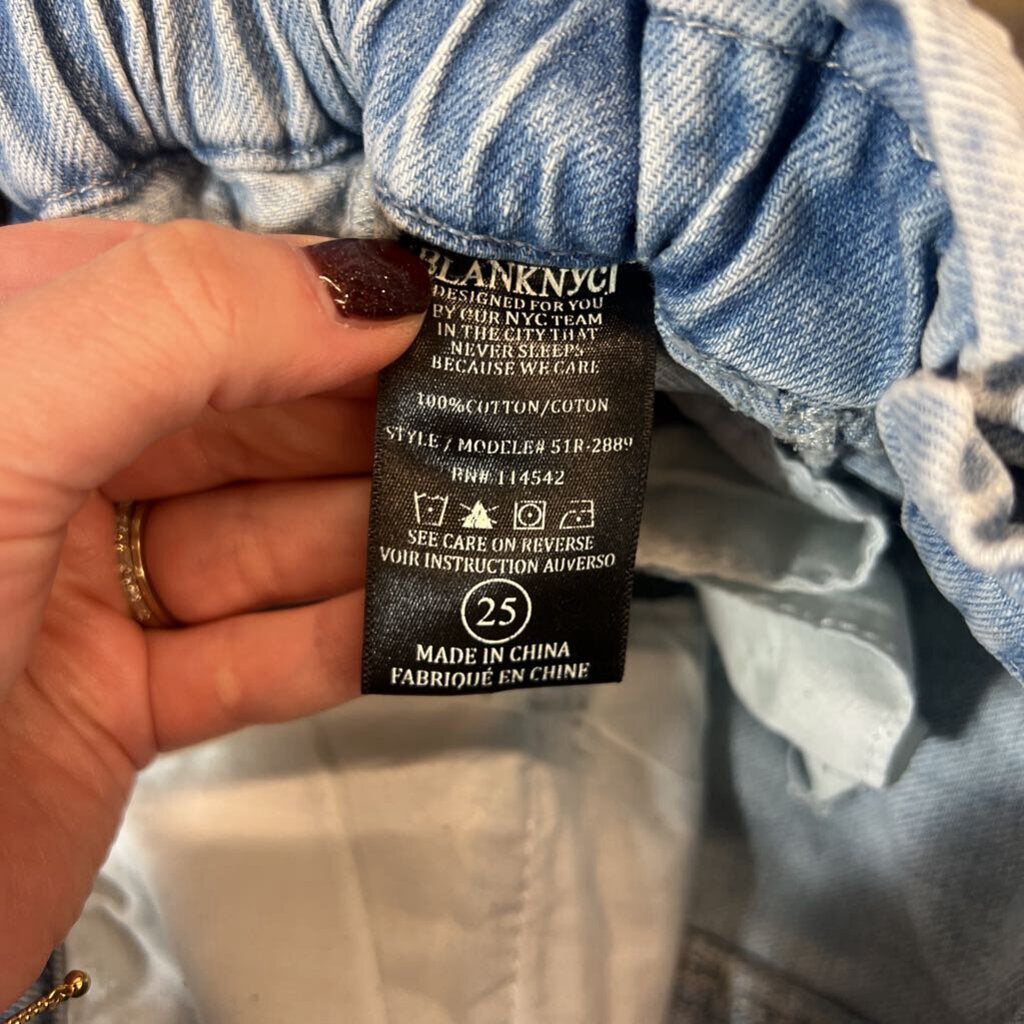 BLANKNYC]
DESIGNED FOR YOU
BY OUR NYC TEAM
IN THE CITY THAT
NEVER SLEEPS
BECAUSE WE CARE
100%COTTON/COTON
STYLE / MODELE# 51R-2889
RN# 114542
SEE CARE ON REVERSE
VOIR INSTRUCTION AUVERSO
25
MADE IN CHINA
FABRIQUÉ EN CHINE